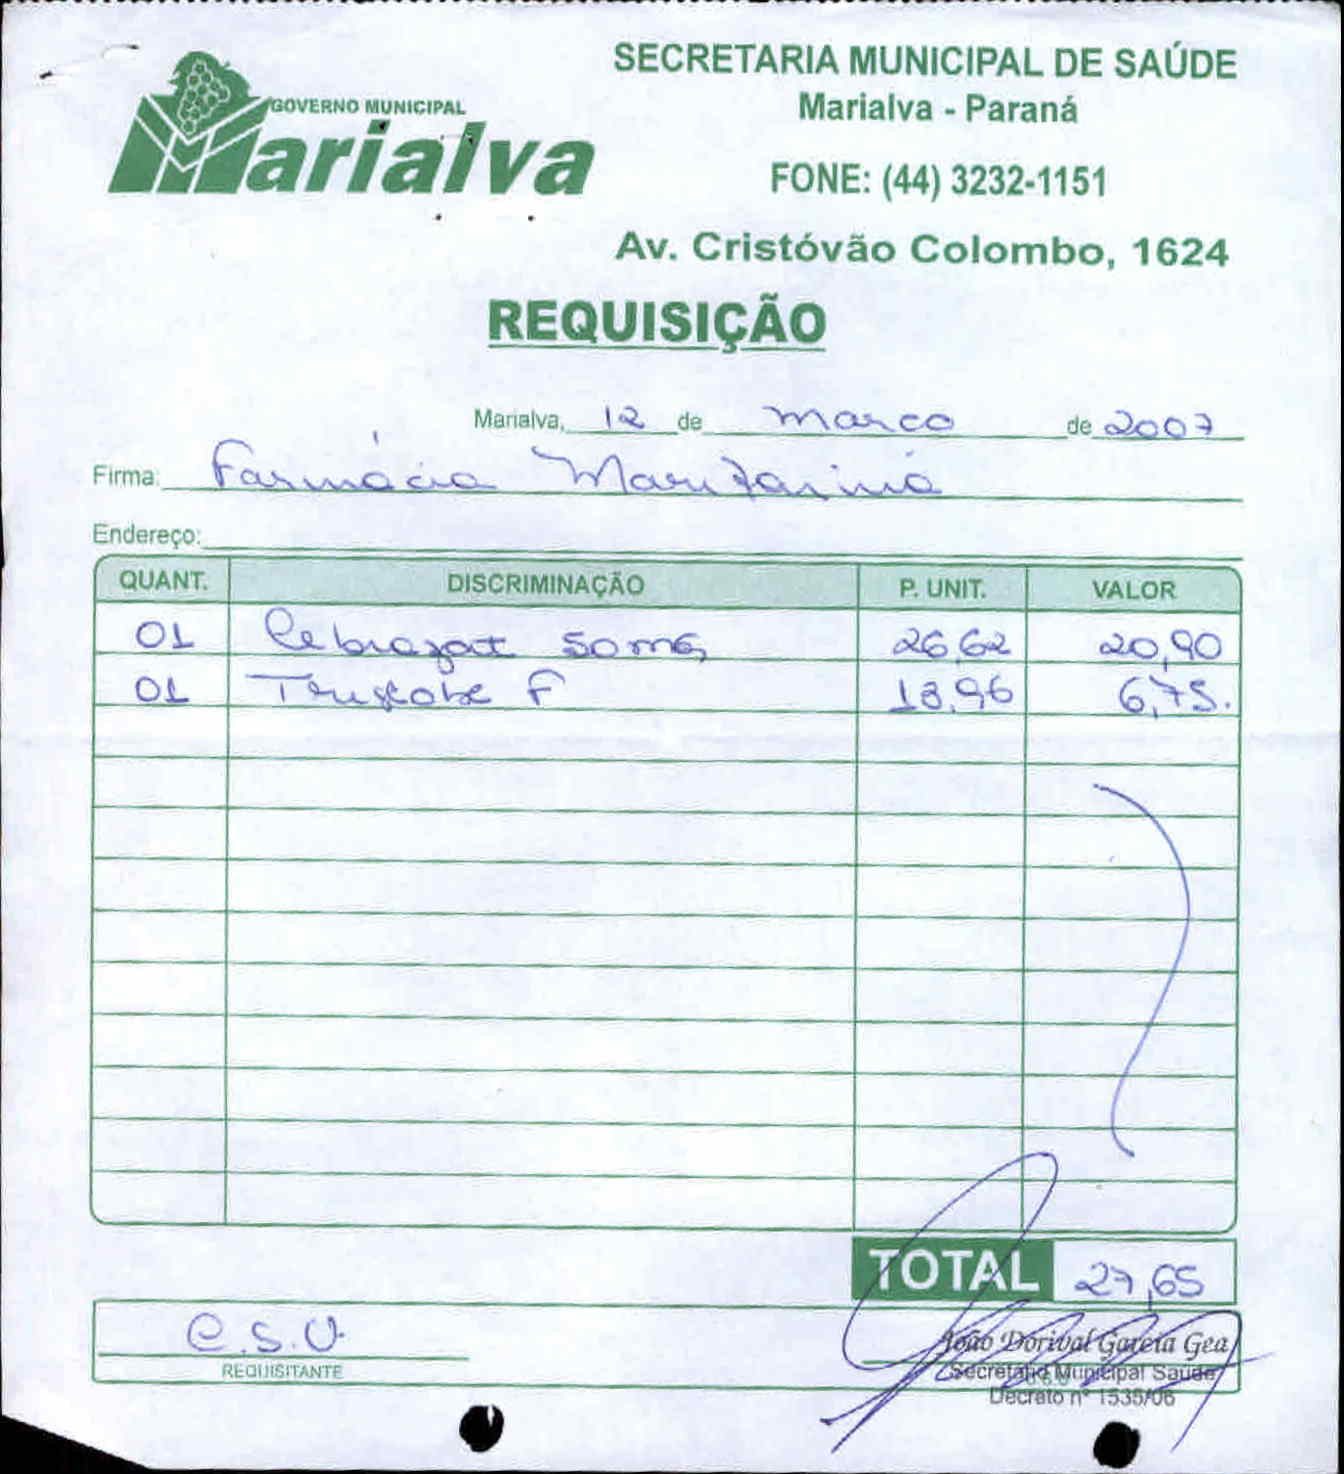 SECRETARIA MUNICIPAL DE SAÚDE
GOVERNO MUNICIPAL
Marialva
Marialva - Paraná
FONE: (44) 3232-1151
Av. Cristóvão Colombo, 1624
REQUISIÇÃO
Marialva, 12 de março de 2007
Firma: Farmácia
Endereço:
QUANT. DISCRIMINAÇÃO P. UNIT. VALOR
01 50 mg 26,62 20,90
01 F 18,96 6,75.
TOTAL 27,65
C.S.U.
REQUISITANTE
João Dorival Garcia Gea
Secretario Municipal Saúde
Decreto nº 1535/06